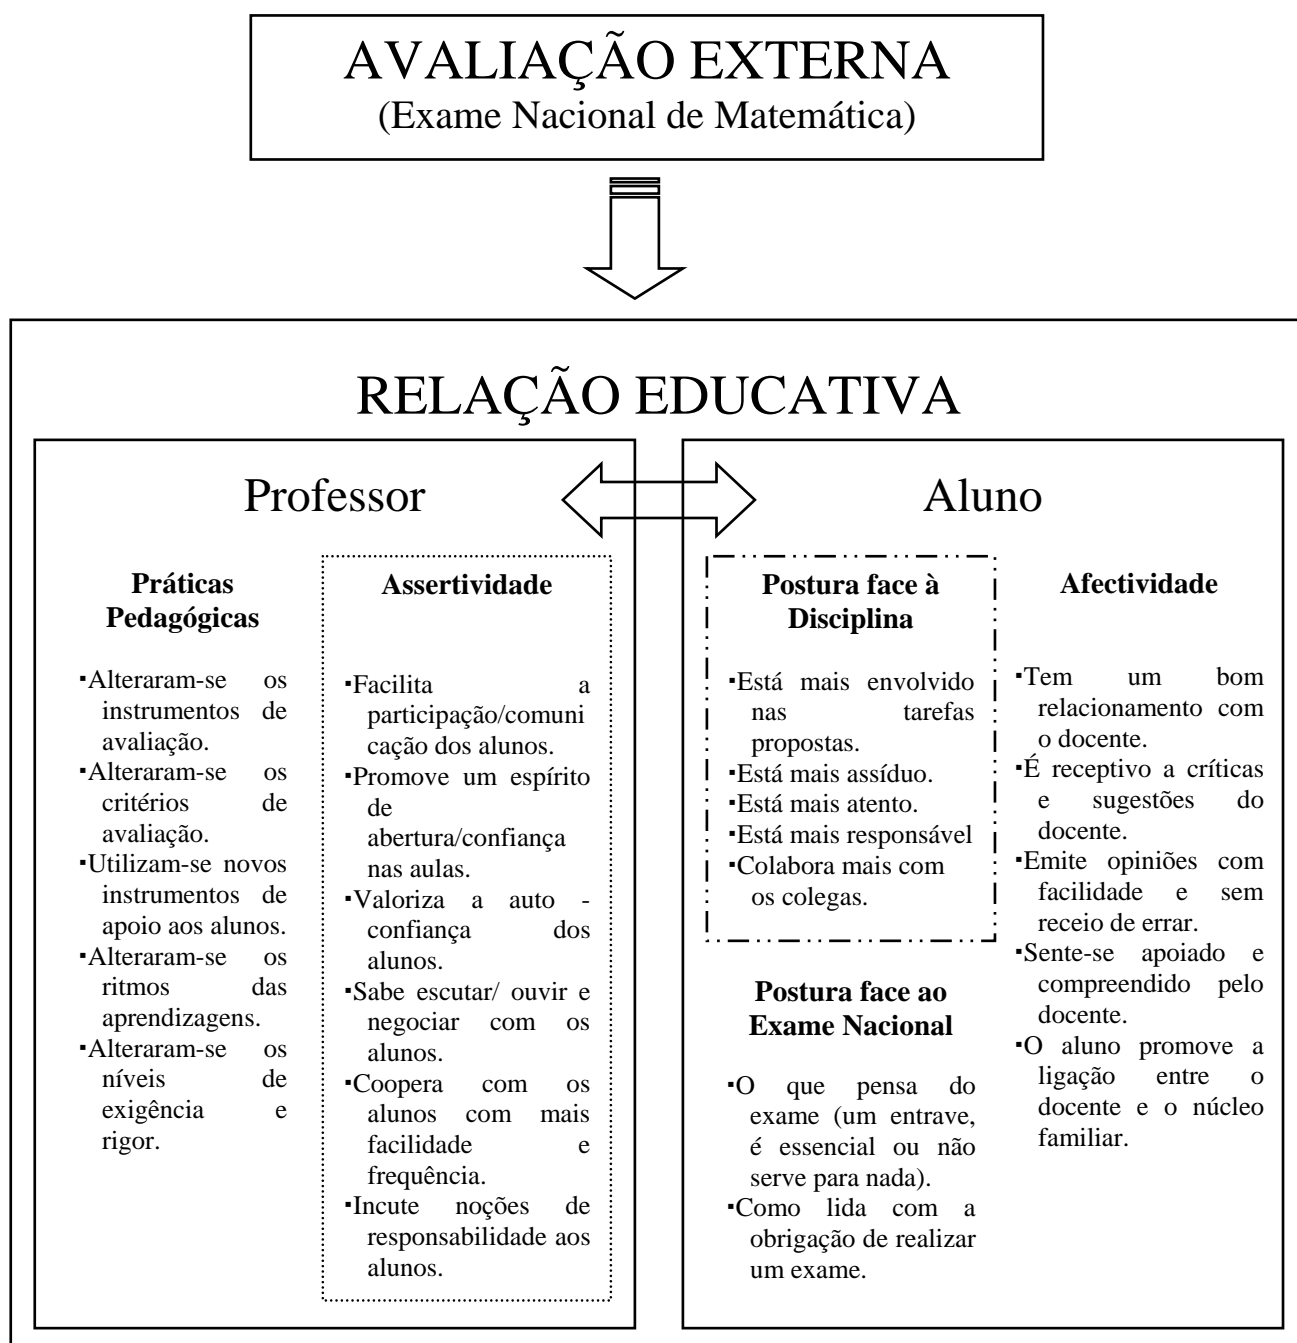 AVALIAÇÃO EXTERNA
(Exame Nacional de Matemática)
RELAÇÃO EDUCATIVA
Professor
Práticas
Pedagógicas
▪Alteraram-se os
instrumentos de
avaliação.
▪Alteraram-se os
critérios de
avaliação.
▪Utilizam-se novos
instrumentos de
apoio aos alunos.
▪Alteraram-se os
ritmos das
aprendizagens.
▪Alteraram-se os
níveis de
exigência e
rigor.
Assertividade
▪Facilita a
participação/comuni
cação dos alunos.
▪Promove um espírito
de
abertura/confiança
nas aulas.
▪Valoriza a auto -
confiança dos
alunos.
▪Sabe escutar/ ouvir e
negociar com os
alunos.
▪Coopera com os
alunos com mais
facilidade e
frequência.
▪Incute noções de
responsabilidade aos
alunos.
Aluno
Postura face à
Disciplina
▪Está mais envolvido
nas tarefas
propostas.
▪Está mais assíduo.
▪Está mais atento.
▪Está mais responsável
▪Colabora mais com
os colegas.
Postura face ao
Exame Nacional
▪O que pensa do
exame (um entrave,
é essencial ou não
serve para nada).
▪Como lida com a
obrigação de realizar
um exame.
Afectividade
▪Tem um bom
relacionamento com
o docente.
▪É receptivo a críticas
e sugestões do
docente.
▪Emite opiniões com
facilidade e sem
receio de errar.
▪Sente-se apoiado e
compreendido pelo
docente.
▪O aluno promove a
ligação entre o
docente e o núcleo
familiar.